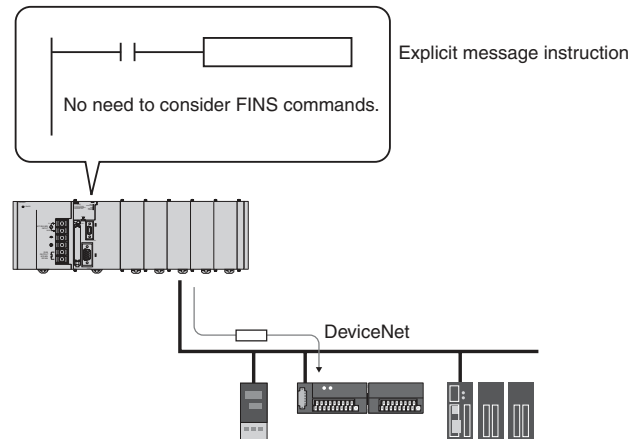 Explicit message instruction
No need to consider FINS commands.
DeviceNet